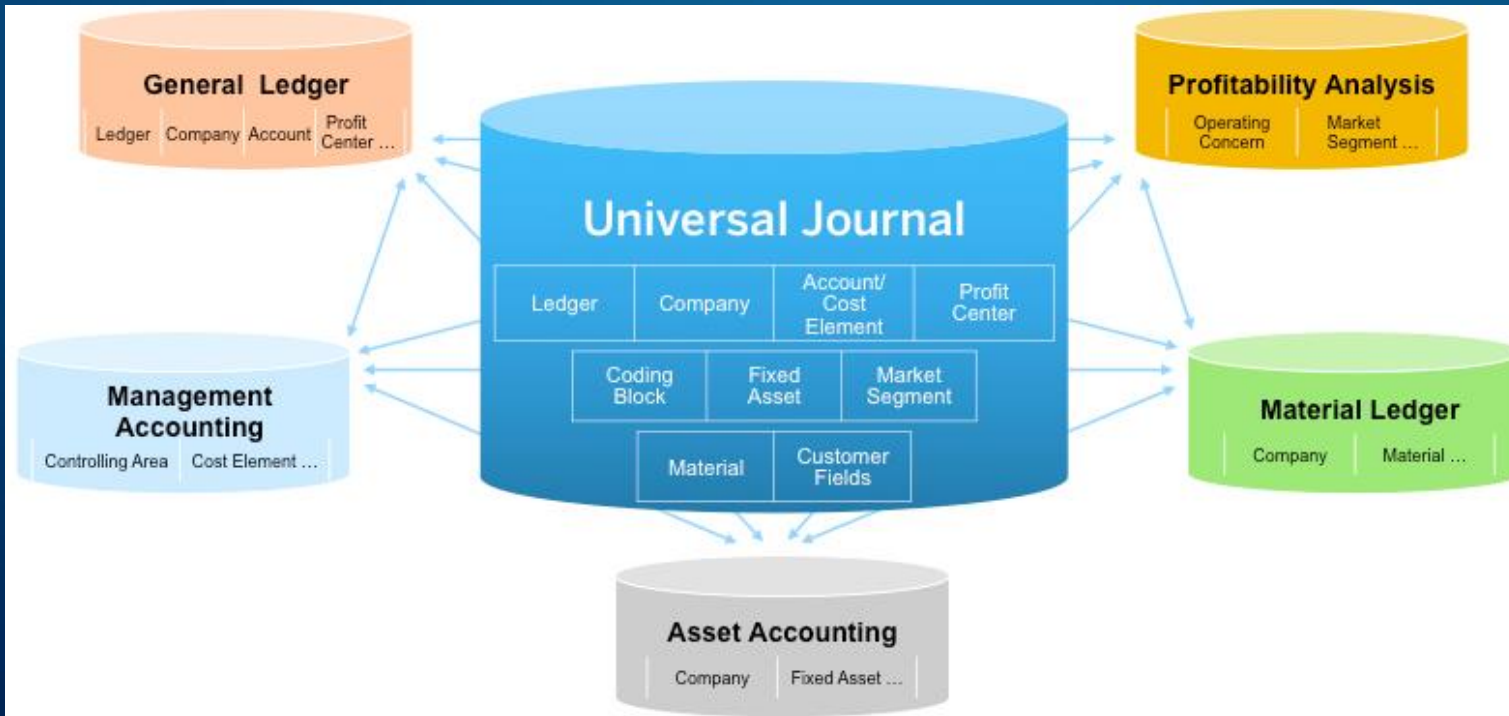 General Ledger
Ledger Company Account Profit
Center ...
Profitability Analysis
Operating
Concern
Market
Segment ...
Universal Journal
Ledger
Company
Account/
Cost
Element
Profit
Center
Coding
Block
Fixed
Asset
Market
Segment
Material
Customer
Fields
Management
Accounting
Controlling Area Cost Element ...
Material Ledger
Company Material ...
Asset Accounting
Company Fixed Asset ...